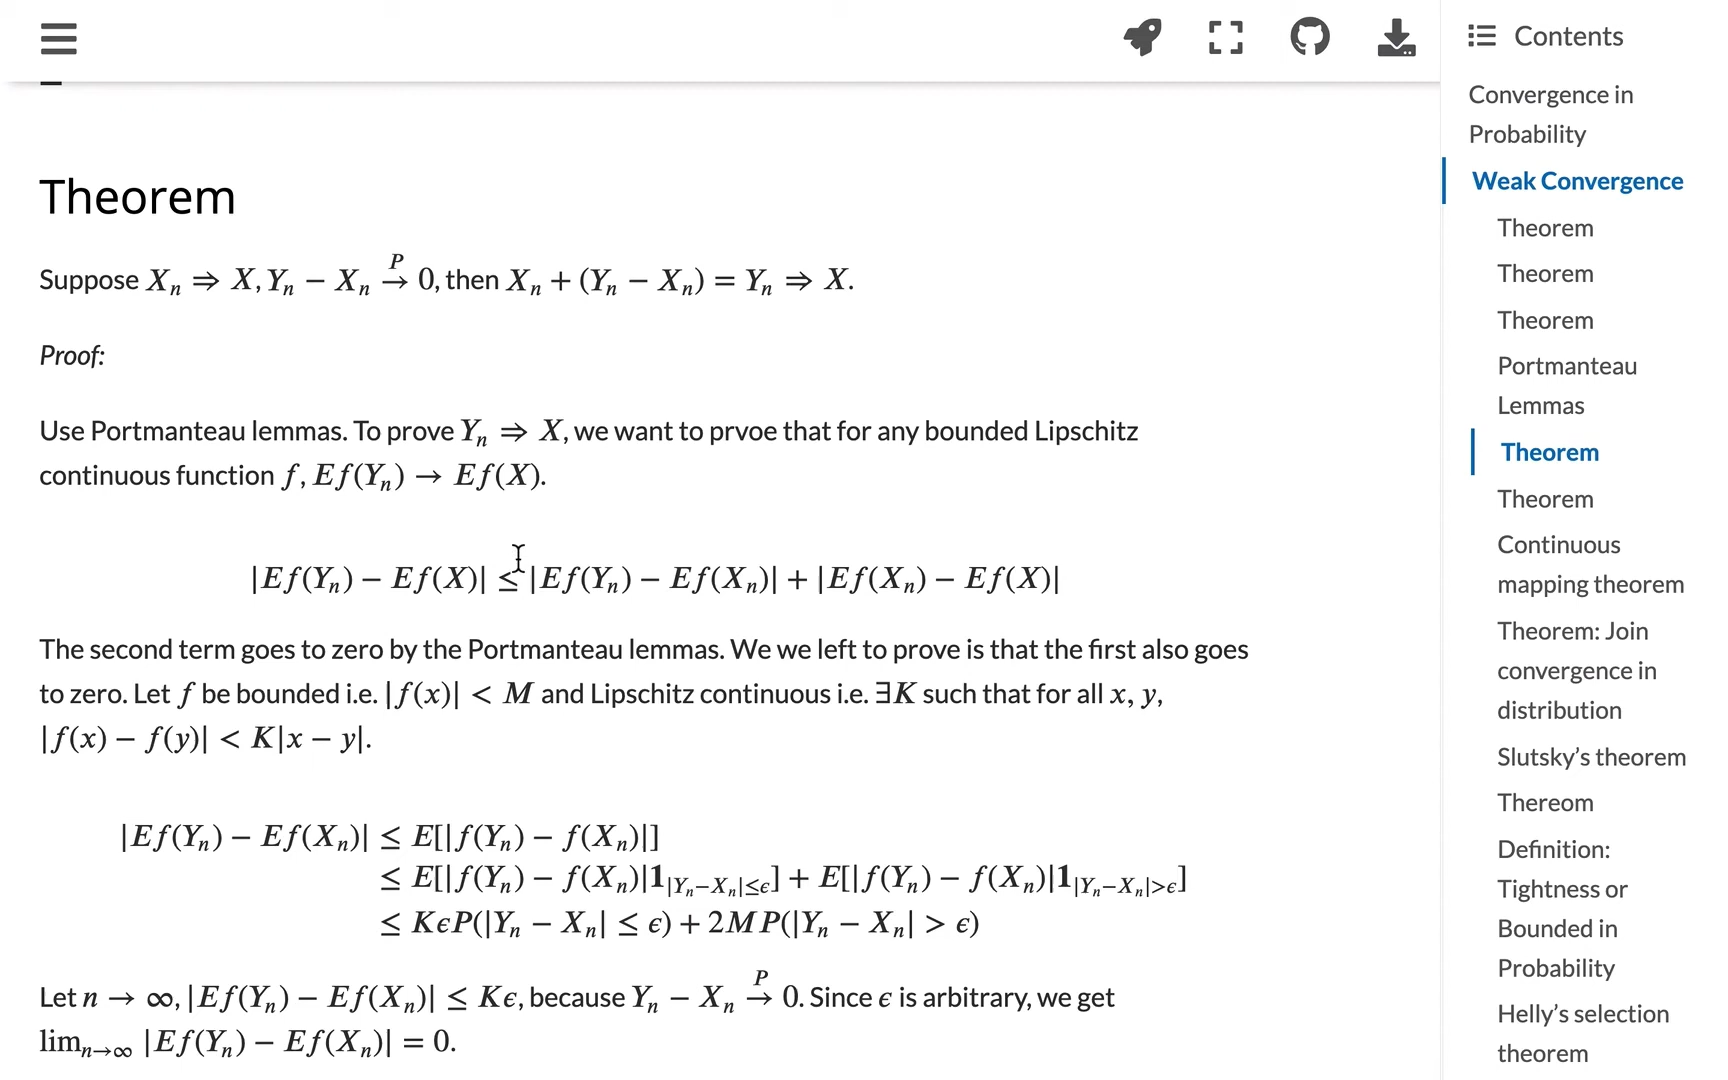 Contents
Convergence in
Probability
Weak Convergence
Theorem
Theorem
Theorem
Portmanteau
Lemmas
Theorem
Theorem
Continuous
mapping theorem
Theorem: Join
convergence in
distribution
Slutsky's theorem
Thereom
Definition:
Tightness or
Bounded in
Probability
Helly's selection
theorem
Theorem
Suppose Xₙ ⇒ X, Yₙ − Xₙ →ᴾ 0, then Xₙ + (Yₙ − Xₙ) = Yₙ ⇒ X.
Proof:
Use Portmanteau lemmas. To prove Yₙ ⇒ X, we want to prvoe that for any bounded Lipschitz
continuous function f, Ef(Yₙ) → Ef(X).
|Ef(Yₙ) − Ef(X)| ≤ |Ef(Yₙ) − Ef(Xₙ)| + |Ef(Xₙ) − Ef(X)|
The second term goes to zero by the Portmanteau lemmas. We we left to prove is that the first also goes
to zero. Let f be bounded i.e. |f(x)| < M and Lipschitz continuous i.e. ∃K such that for all x, y,
|f(x) − f(y)| < K|x − y|.
|Ef(Yₙ) − Ef(Xₙ)| ≤ E[|f(Yₙ) − f(Xₙ)|]
≤ E[|f(Yₙ) − f(Xₙ)|𝟏_{|Yₙ−Xₙ|≤ϵ}] + E[|f(Yₙ) − f(Xₙ)|𝟏_{|Yₙ−Xₙ|>ϵ}]
≤ KϵP(|Yₙ − Xₙ| ≤ ϵ) + 2MP(|Yₙ − Xₙ| > ϵ)
Let n → ∞, |Ef(Yₙ) − Ef(Xₙ)| ≤ Kϵ, because Yₙ − Xₙ →ᴾ 0. Since ϵ is arbitrary, we get
lim_{n→∞} |Ef(Yₙ) − Ef(Xₙ)| = 0.